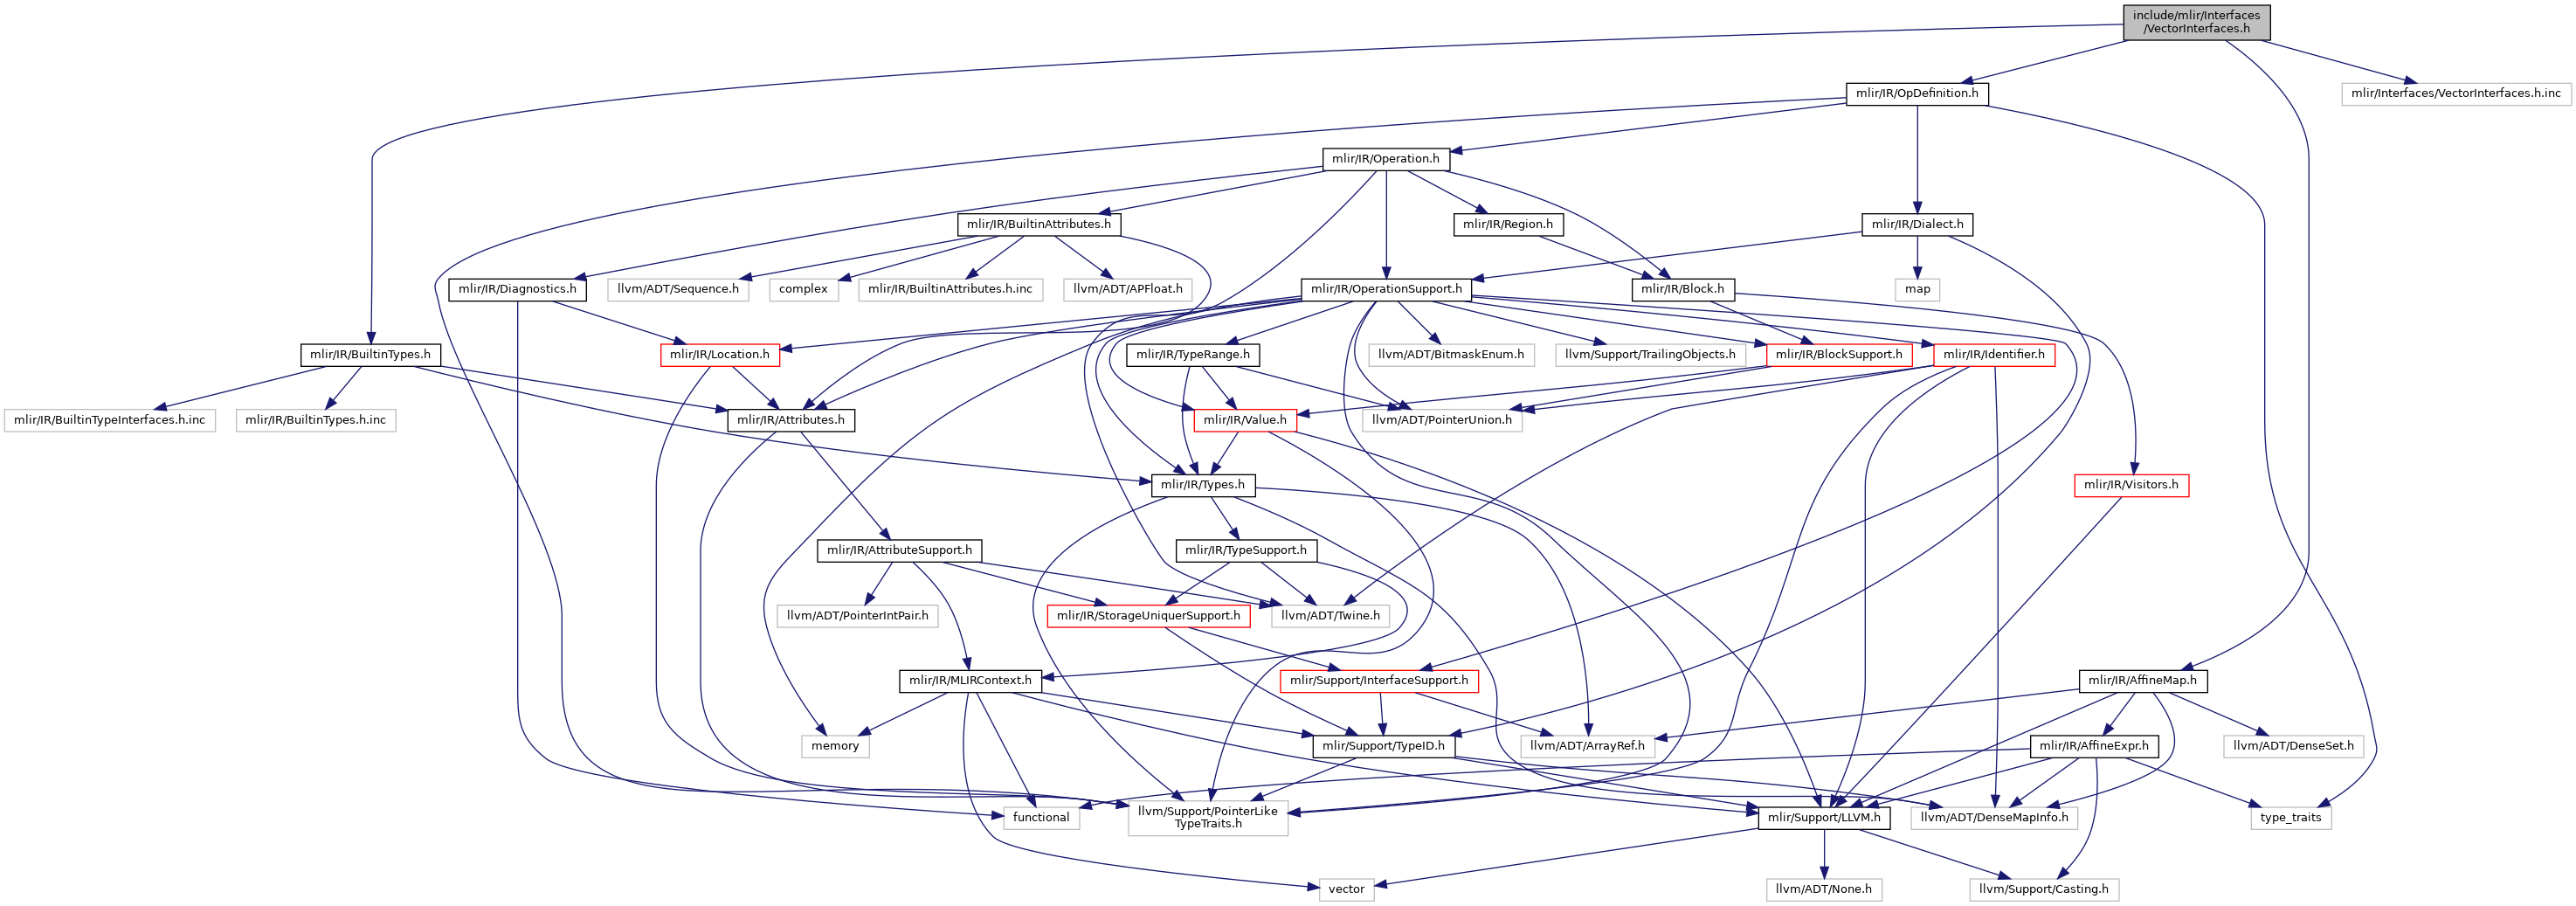 include/mlir/Interfaces
/VectorInterfaces.h
mlir/IR/OpDefinition.h
mlir/Interfaces/VectorInterfaces.h.inc
mlir/IR/Operation.h
mlir/IR/BuiltinAttributes.h
mlir/IR/Region.h
mlir/IR/Dialect.h
mlir/IR/Diagnostics.h
llvm/ADT/Sequence.h
complex
mlir/IR/BuiltinAttributes.h.inc
llvm/ADT/APFloat.h
mlir/IR/OperationSupport.h
mlir/IR/Block.h
map
mlir/IR/BuiltinTypes.h
mlir/IR/Location.h
mlir/IR/TypeRange.h
llvm/ADT/BitmaskEnum.h
llvm/Support/TrailingObjects.h
mlir/IR/BlockSupport.h
mlir/IR/Identifier.h
mlir/IR/BuiltinTypeInterfaces.h.inc
mlir/IR/BuiltinTypes.h.inc
mlir/IR/Attributes.h
mlir/IR/Value.h
llvm/ADT/PointerUnion.h
mlir/IR/Types.h
mlir/IR/Visitors.h
mlir/IR/AttributeSupport.h
mlir/IR/TypeSupport.h
llvm/ADT/PointerIntPair.h
mlir/IR/StorageUniquerSupport.h
llvm/ADT/Twine.h
mlir/IR/MLIRContext.h
mlir/Support/InterfaceSupport.h
mlir/IR/AffineMap.h
memory
mlir/Support/TypeID.h
llvm/ADT/ArrayRef.h
mlir/IR/AffineExpr.h
llvm/ADT/DenseSet.h
functional
llvm/Support/PointerLike
TypeTraits.h
mlir/Support/LLVM.h
llvm/ADT/DenseMapInfo.h
type_traits
vector
llvm/ADT/None.h
llvm/Support/Casting.h